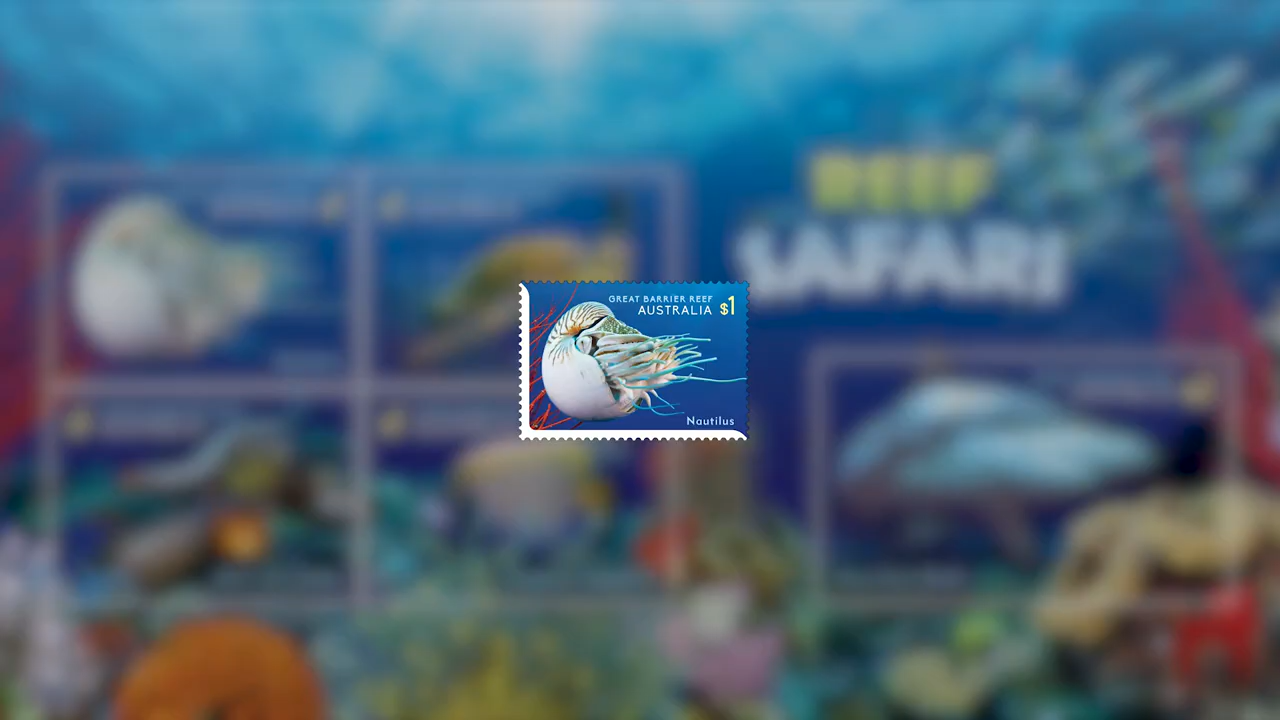 REEF
SAFARI
GREAT BARRIER REEF
AUSTRALIA $1
Nautilus